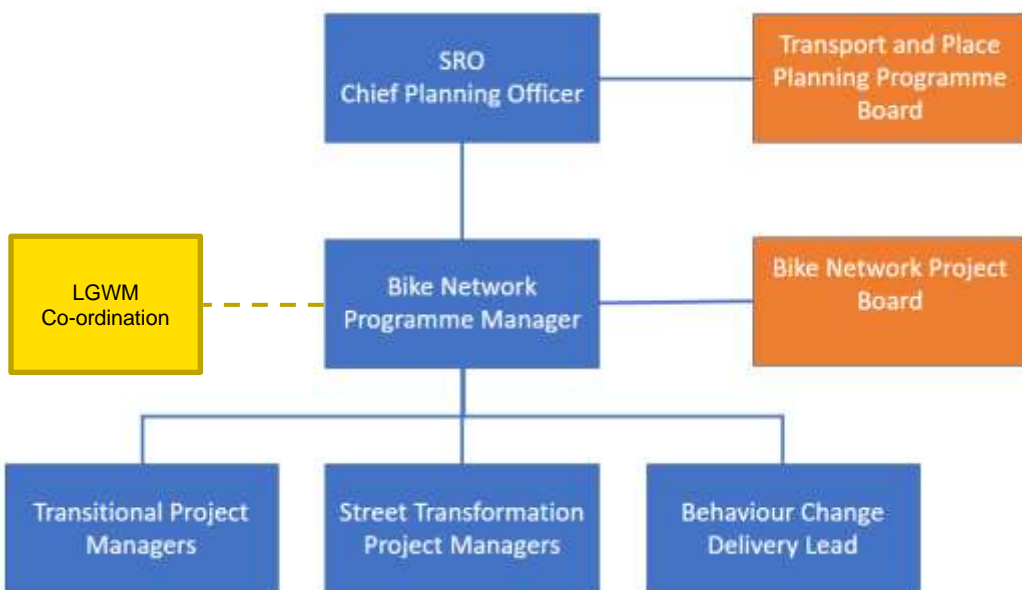 SRO
Chief Planning Officer
Transport and Place
Planning Programme
Board
LGWM
Co-ordination
Bike Network
Programme Manager
Bike Network Project
Board
Transitional Project
Managers
Street Transformation
Project Managers
Behaviour Change
Delivery Lead